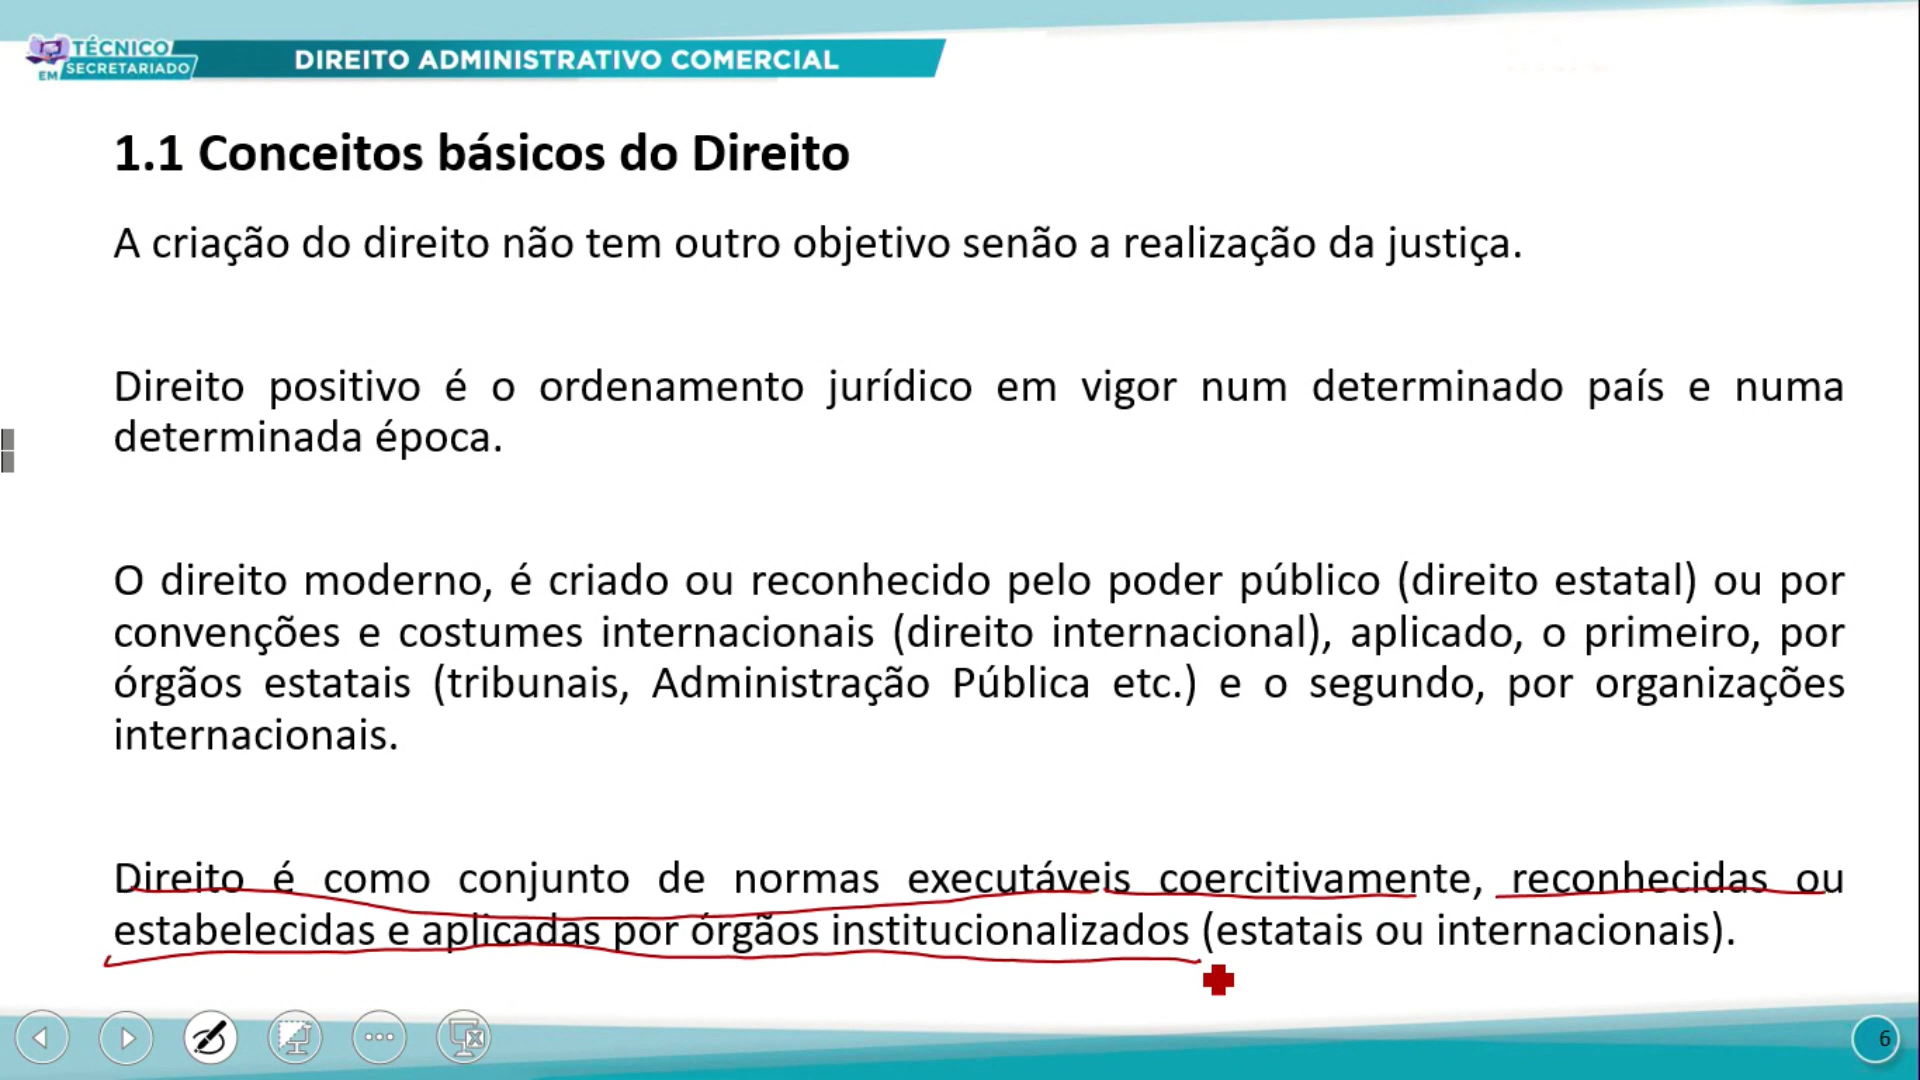 TÉCNICO
EM SECRETARIADO
DIREITO ADMINISTRATIVO COMERCIAL
1.1 Conceitos básicos do Direito
A criação do direito não tem outro objetivo senão a realização da justiça.
Direito positivo é o ordenamento jurídico em vigor num determinado país e numa
determinada época.
O direito moderno, é criado ou reconhecido pelo poder público (direito estatal) ou por
convenções e costumes internacionais (direito internacional), aplicado, o primeiro, por
órgãos estatais (tribunais, Administração Pública etc.) e o segundo, por organizações
internacionais.
Direito é como conjunto de normas executáveis coercitivamente, reconhecidas ou
estabelecidas e aplicadas por órgãos institucionalizados (estatais ou internacionais).
6